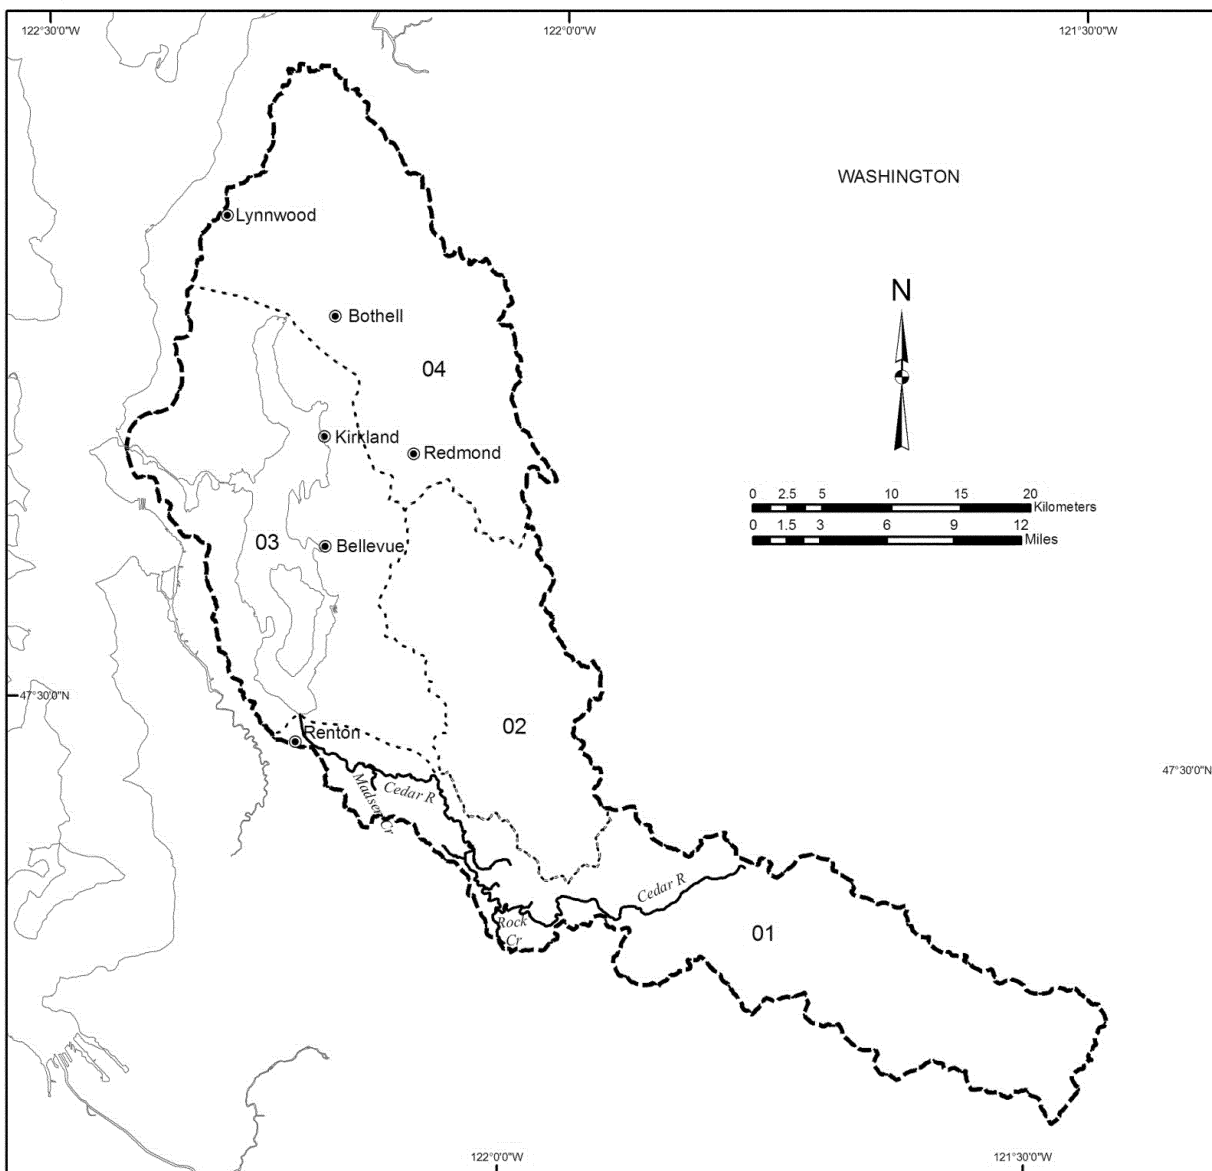 122°30'0"W
122°0'0"W
121°30'0"W
WASHINGTON
Lynnwood
N
Bothell
04
Kirkland
Redmond
0 2.5 5 10 15 20
Kilometers
0 1.5 3 6 9 12
Miles
03
Bellevue
47°30'0"N
02
Renton
47°30'0"N
Madsen Cr
Cedar R
Cedar R
Rock
Cr
01
122°0'0"W
121°30'0"W